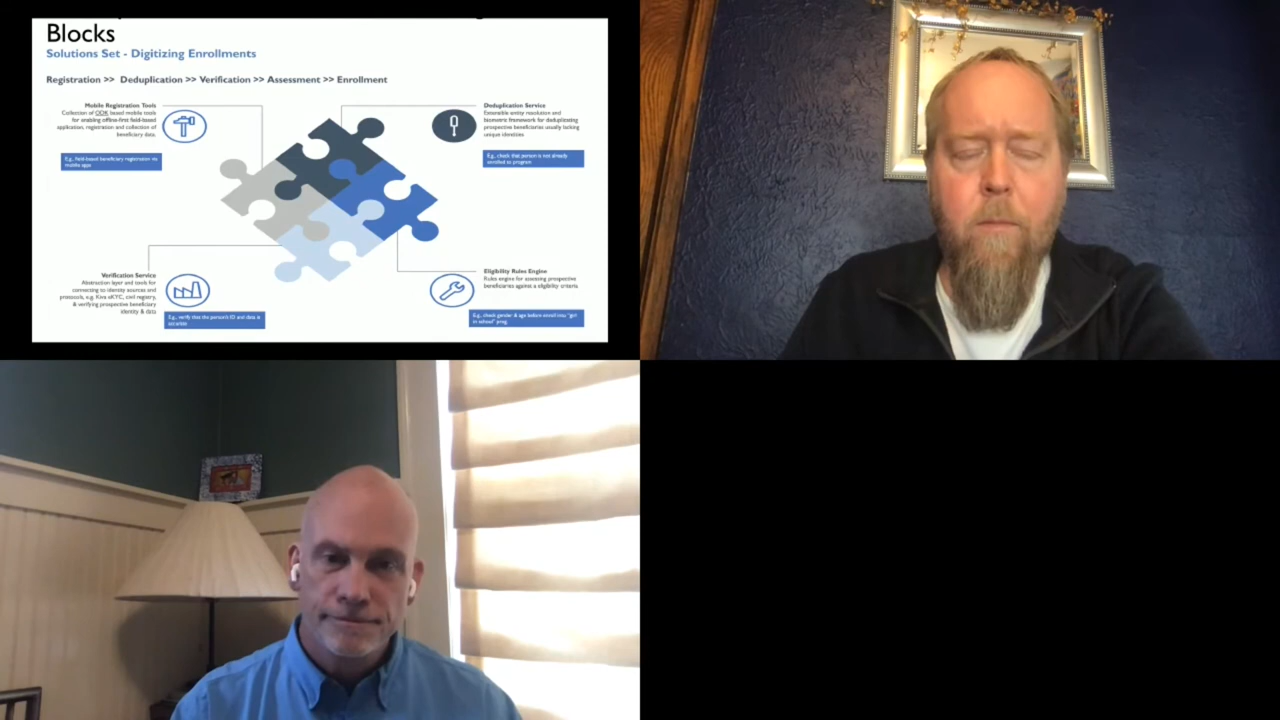 Blocks
Solutions Set - Digitizing Enrollments
Registration >> Deduplication >> Verification >> Assessment >> Enrollment
Mobile Registration Tools
Collection of ODK based mobile tools
for enabling offline-first field-based
application, registration and collection of
beneficiary data.
E.g., field-based beneficiary registration via
mobile apps
Deduplication Service
Extensible entity resolution and
biometric framework for deduplicating
prospective beneficiaries usually lacking
unique identities
E.g., check that person is not already
enrolled to program
Verification Service
Abstraction layer and tools for
connecting to identity sources and
protocols, e.g. Kiva eKYC, civil registry,
& verifying prospective beneficiary
identity & data
E.g., verify that the person's ID and data is
accurate
Eligibility Rules Engine
Rules engine for assessing prospective
beneficiaries against a eligibility criteria
E.g., check gender & age before enroll into "girl
in school" prog.